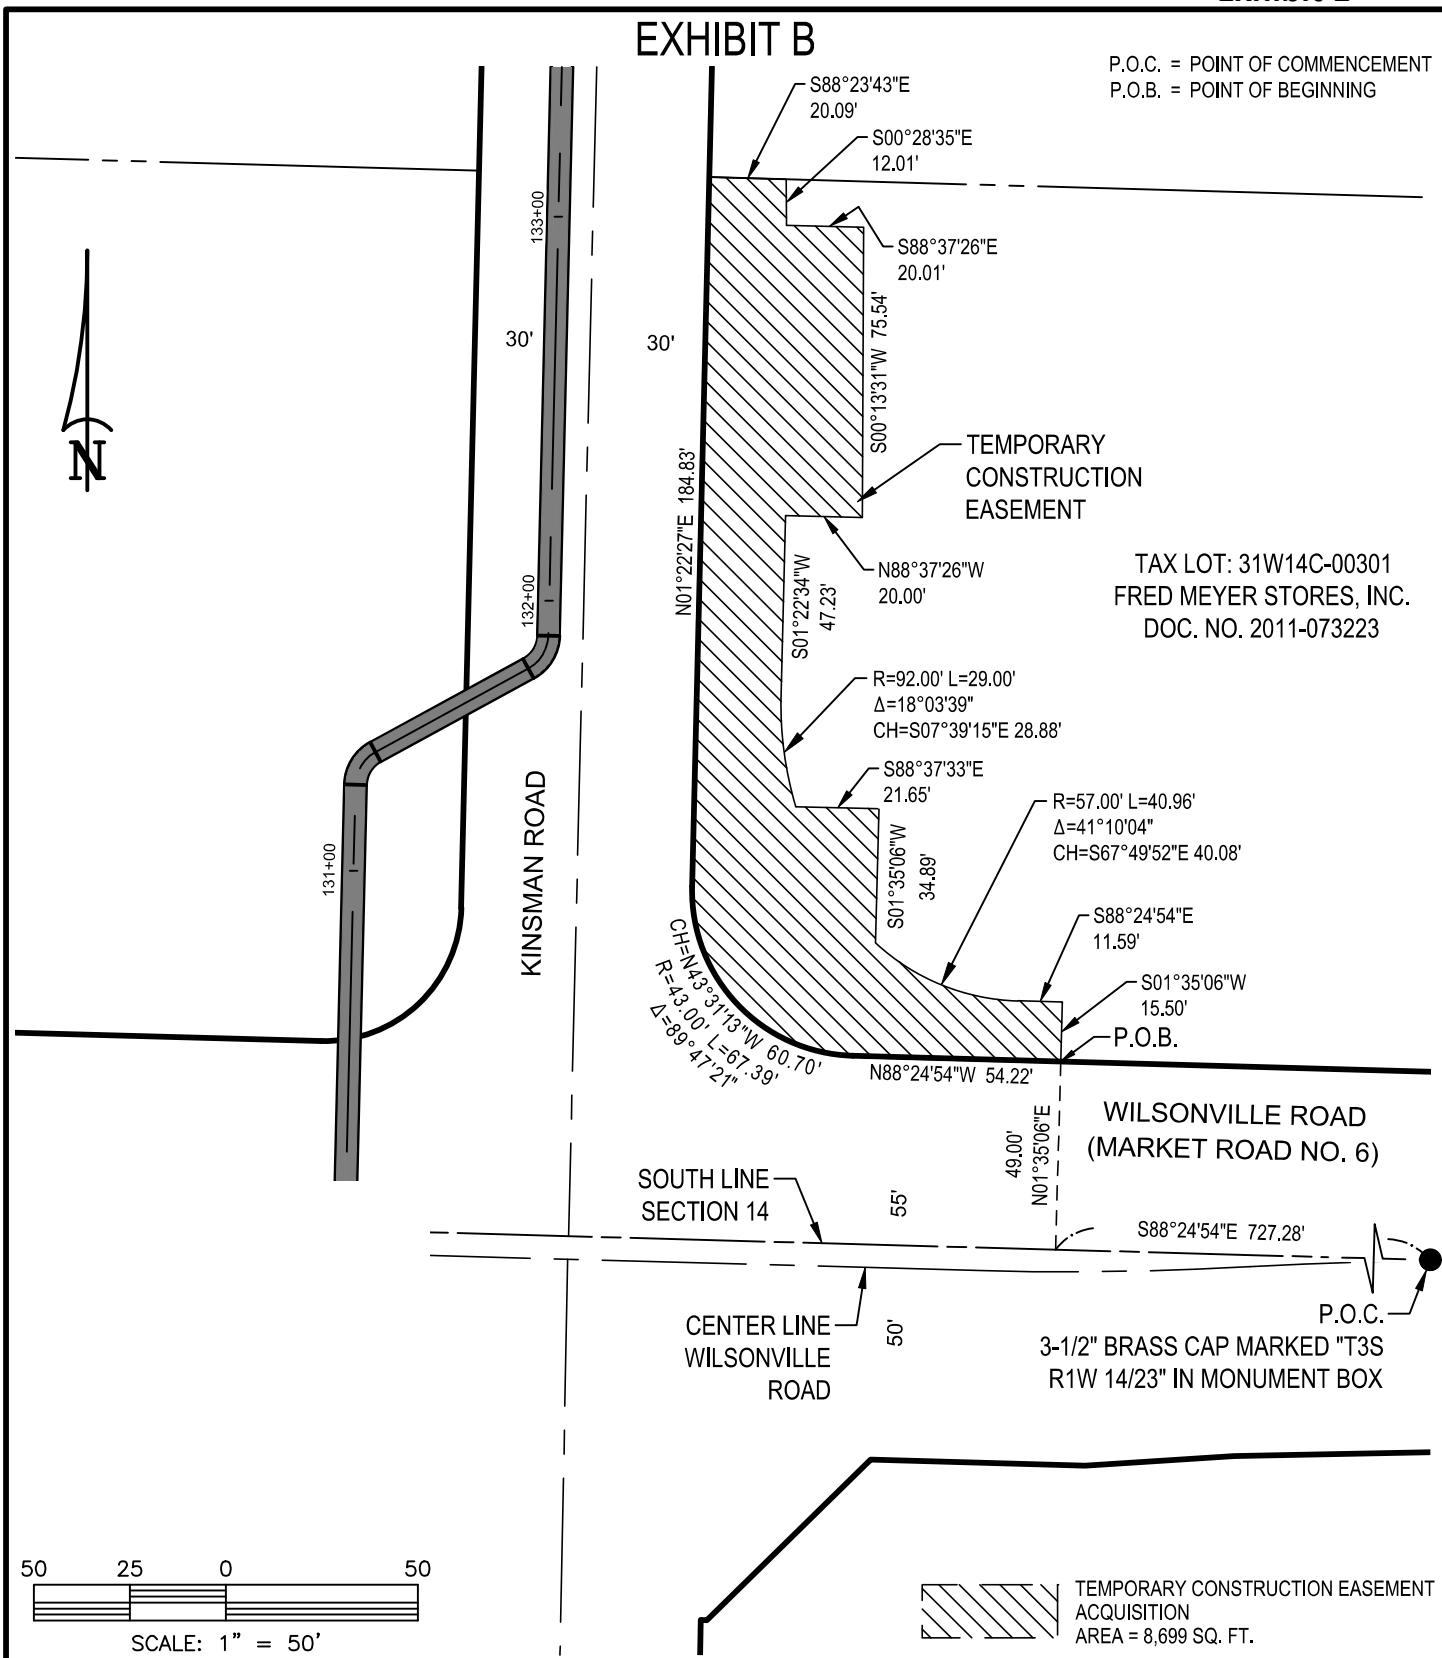 EXHIBIT B
P.O.C. = POINT OF COMMENCEMENT
P.O.B. = POINT OF BEGINNING
S88°23'43"E
20.09'
S00°28'35"E
12.01'
S88°37'26"E
20.01'
133+00
30'
30'
S00°13'31"W 75.54'
N
TEMPORARY
CONSTRUCTION
EASEMENT
N01°22'27"E 184.83'
132+00
N88°37'26"W
20.00'
S01°22'34"W
47.23'
TAX LOT: 31W14C-00301
FRED MEYER STORES, INC.
DOC. NO. 2011-073223
R=92.00' L=29.00'
Δ=18°03'39"
CH=S07°39'15"E 28.88'
S88°37'33"E
21.65'
R=57.00' L=40.96'
Δ=41°10'04"
CH=S67°49'52"E 40.08'
131+00
KINSMAN ROAD
S01°35'06"W
34.89'
S88°24'54"E
11.59'
CH=N43°31'13"W 60.70'
R=43.00' L=67.39'
Δ=89°47'21"
S01°35'06"W
15.50'
P.O.B.
N88°24'54"W 54.22'
WILSONVILLE ROAD
(MARKET ROAD NO. 6)
49.00'
N01°35'06"E
SOUTH LINE
SECTION 14
55'
S88°24'54"E 727.28'
CENTER LINE
WILSONVILLE
ROAD
50'
P.O.C.
3-1/2" BRASS CAP MARKED "T3S
R1W 14/23" IN MONUMENT BOX
50 25 0 50
SCALE: 1" = 50'
TEMPORARY CONSTRUCTION EASEMENT
ACQUISITION
AREA = 8,699 SQ. FT.